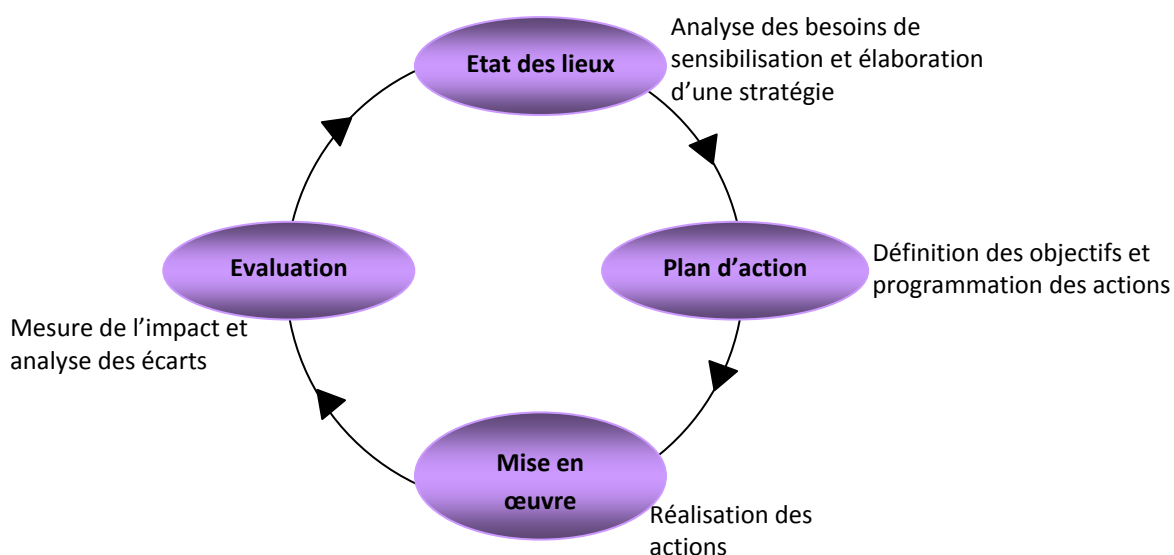 Etat des lieux
Analyse des besoins de
sensibilisation et élaboration
d’une stratégie
Plan d’action
Définition des objectifs et
programmation des actions
Mise en
œuvre
Réalisation des
actions
Evaluation
Mesure de l’impact et
analyse des écarts